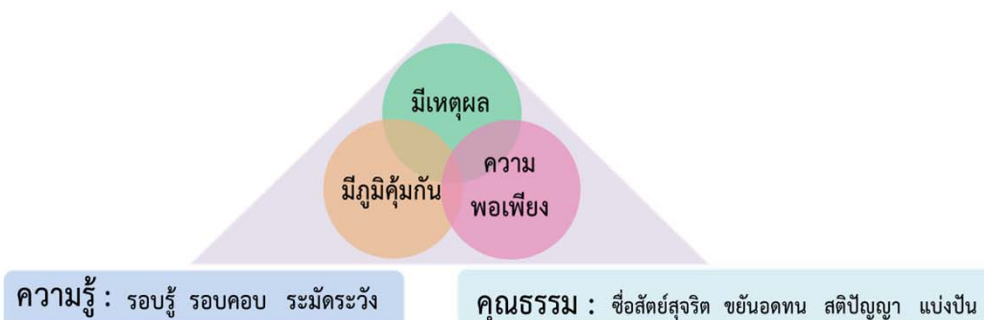 มีเหตุผล
มีภูมิคุ้มกัน
ความ
พอเพียง
ความรู้ : รอบรู้ รอบคอบ ระมัดระวัง
คุณธรรม : ซื่อสัตย์สุจริต ขยันอดทน สติปัญญา แบ่งปัน